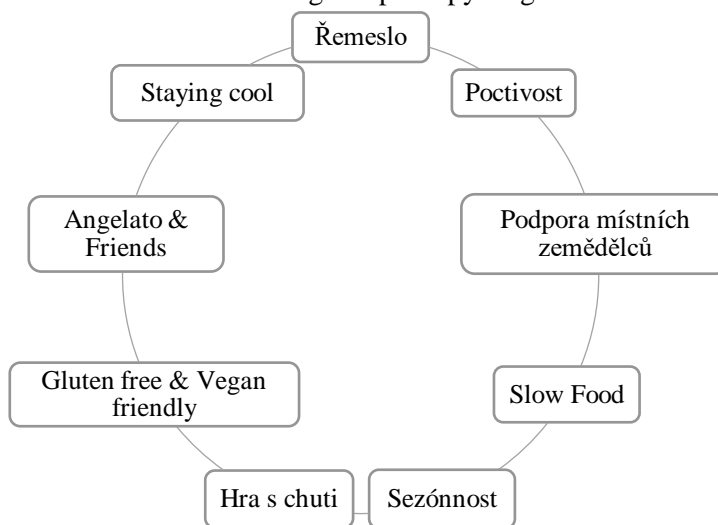 Řemeslo
Poctivost
Podpora místních
zemědělců
Slow Food
Sezónnost
Hra s chuti
Gluten free & Vegan
friendly
Angelato &
Friends
Staying cool